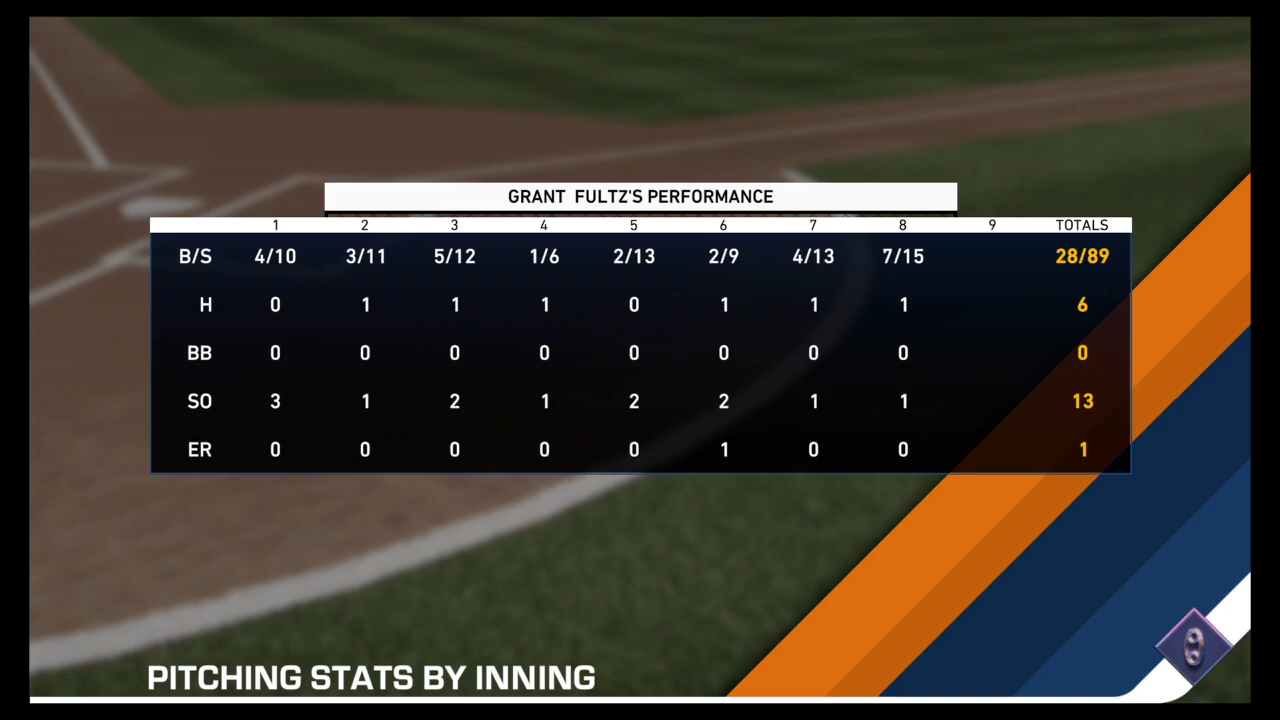 GRANT FULTZ'S PERFORMANCE
1 2 3 4 5 6 7 8 9 TOTALS
B/S 4/10 3/11 5/12 1/6 2/13 2/9 4/13 7/15 28/89
H 0 1 1 1 0 1 1 1 6
BB 0 0 0 0 0 0 0 0 0
SO 3 1 2 1 2 2 1 1 13
ER 0 0 0 0 0 1 0 0 1
PITCHING STATS BY INNING